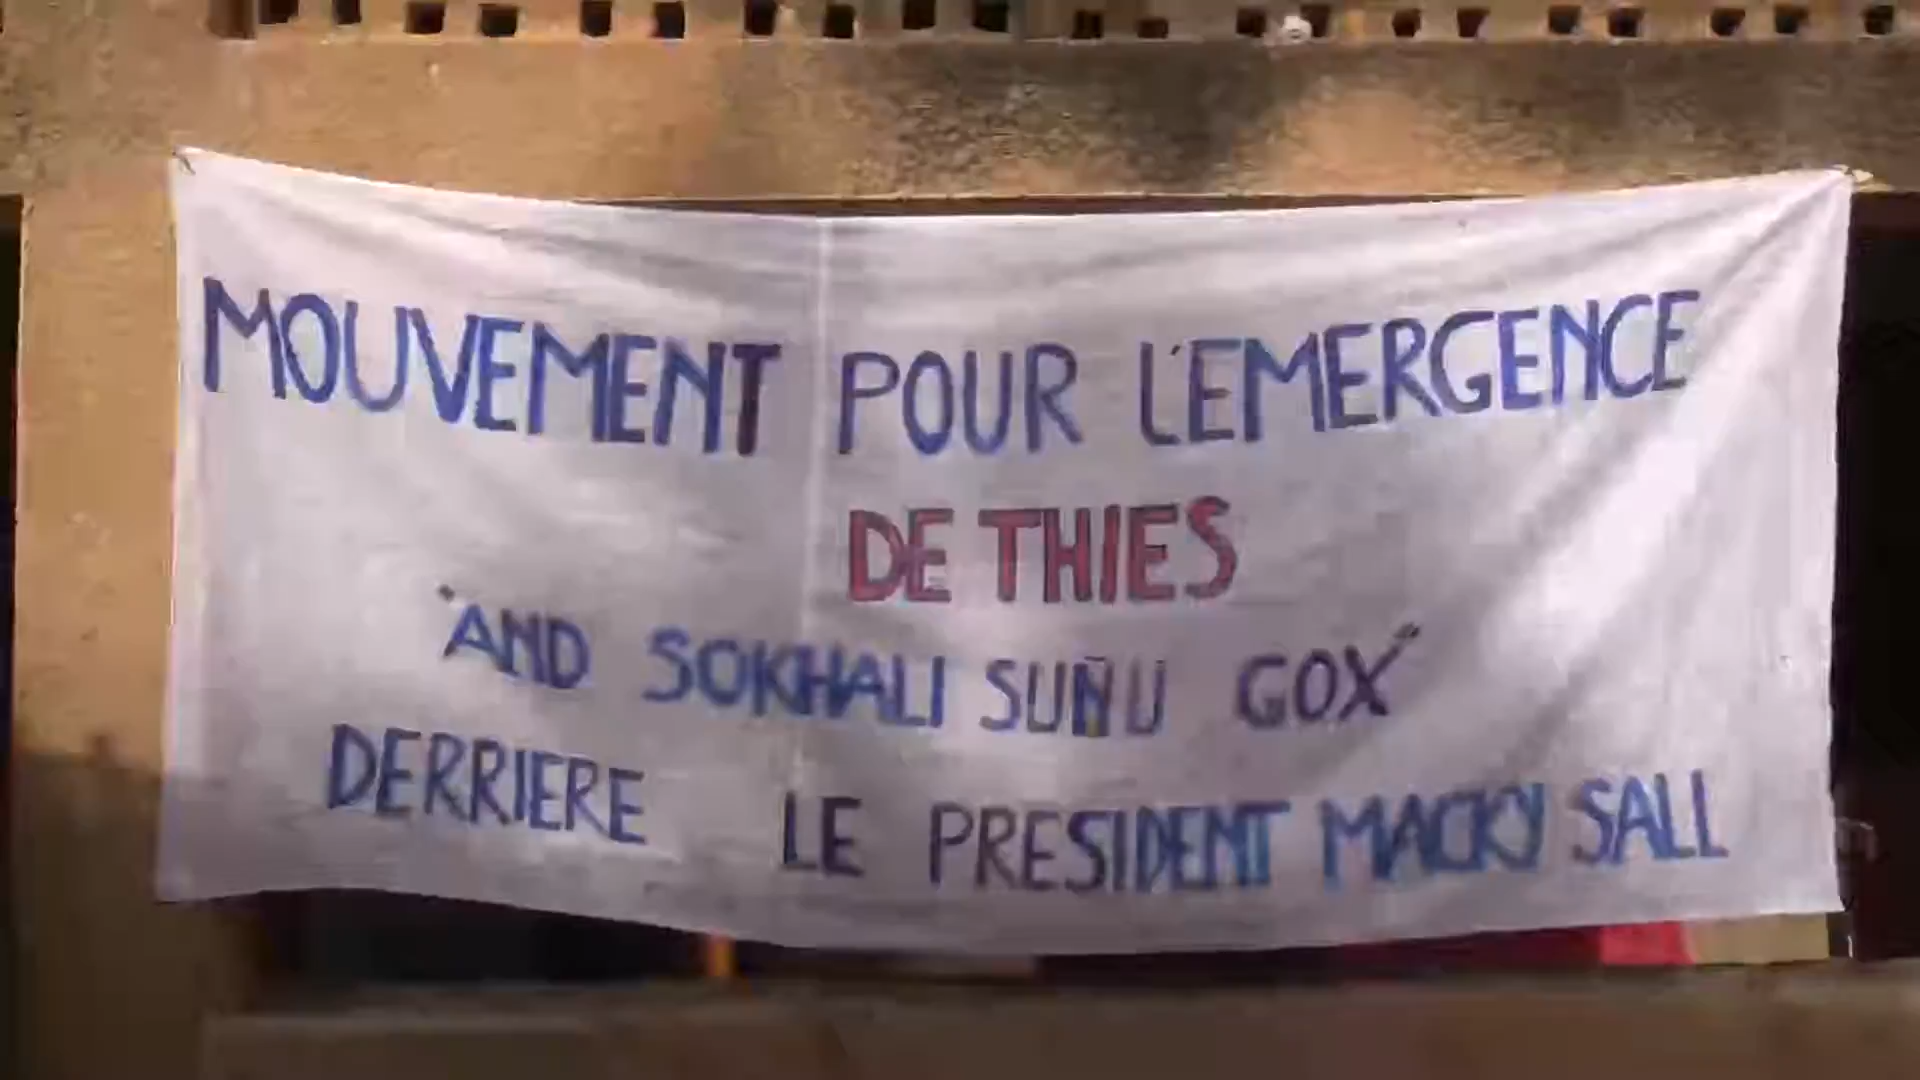 MOUVEMENT POUR L'EMERGENCE
DE THIES
"AND SOKHALI SUÑU GOX"
DERRIERE LE PRESIDENT MACKY SALL